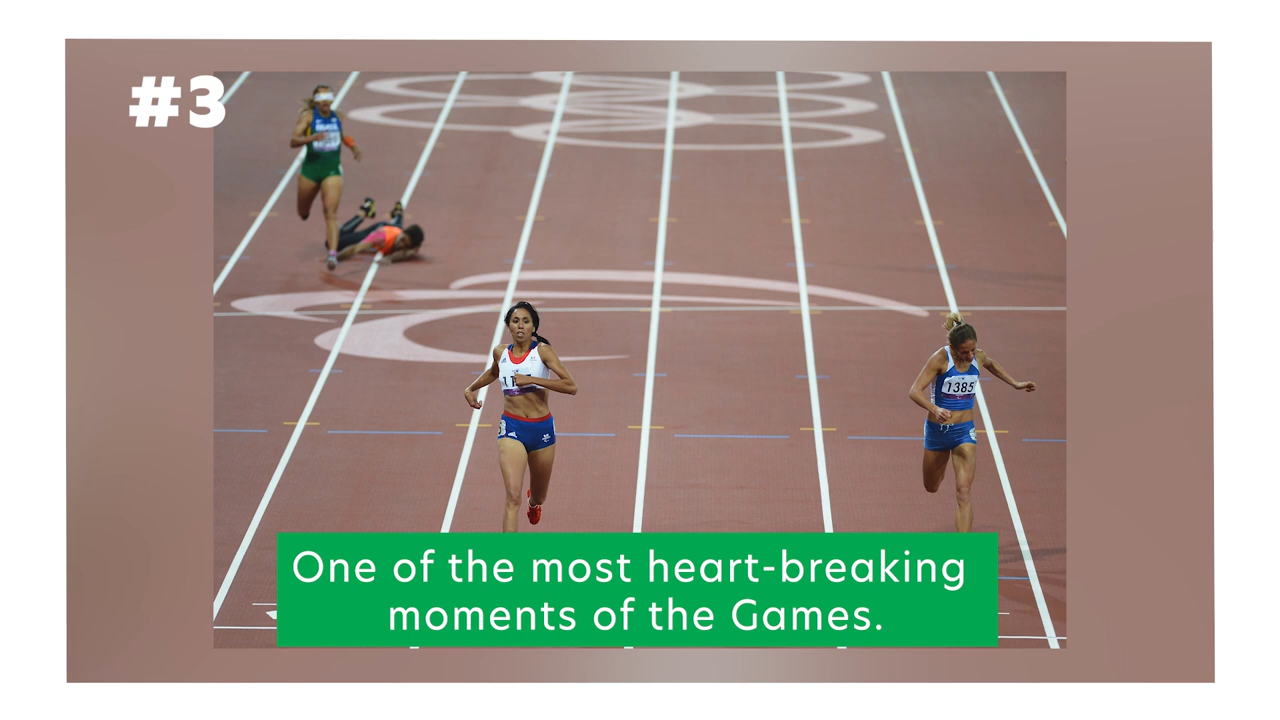 #3
1385
One of the most heart-breaking
moments of the Games.